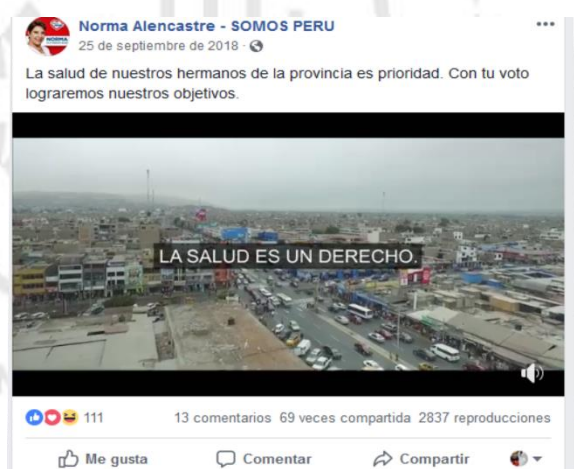 Norma Alencastre - SOMOS PERU
25 de septiembre de 2018 ·
La salud de nuestros hermanos de la provincia es prioridad. Con tu voto
lograremos nuestros objetivos.
LA SALUD ES UN DERECHO.
111
13 comentarios 69 veces compartida 2837 reproducciones
Me gusta Comentar Compartir